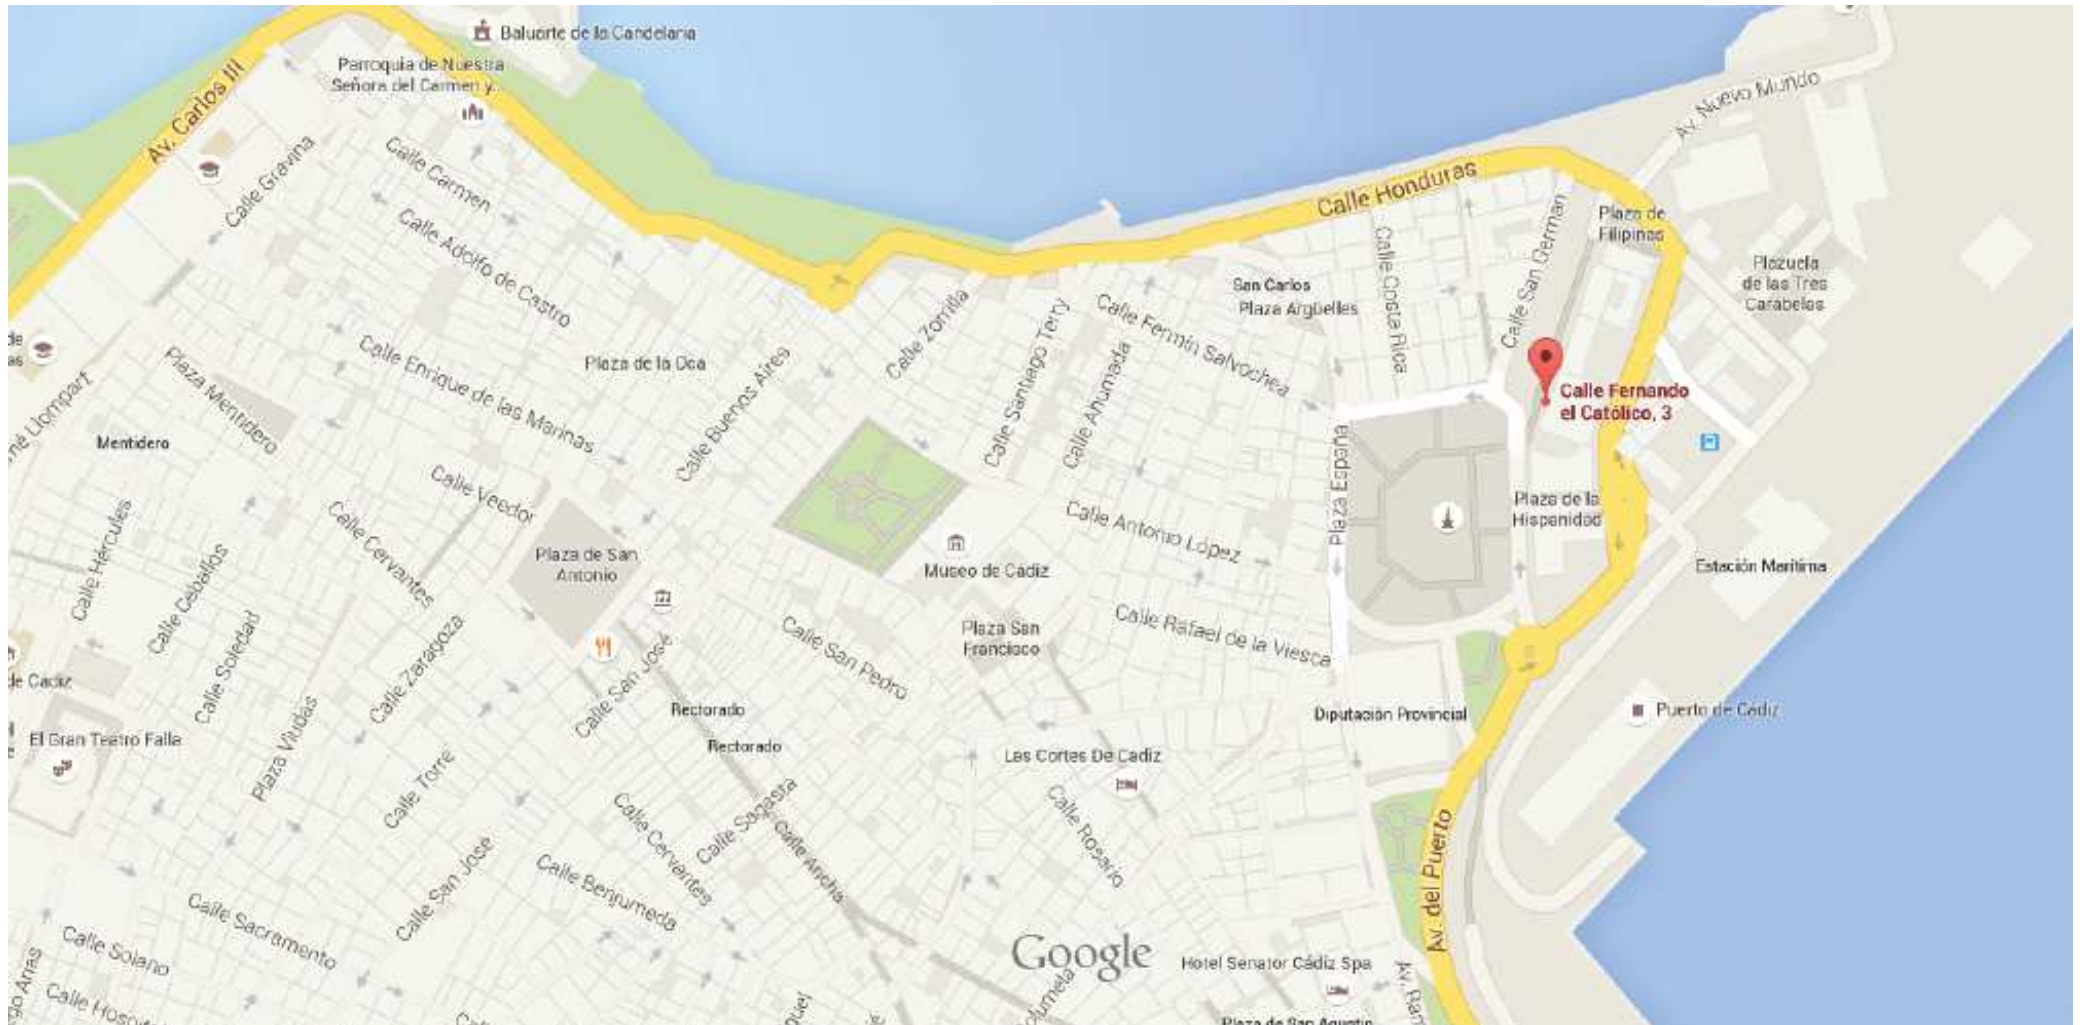 Baluarte de la Candelaria
Parroquia de Nuestra
Señora del Carmen y...
Av. Carlos III
Calle Gravina
Calle Carmen
Calle Adolfo de Castro
Calle Honduras
Av. Nuevo Mundo
Plaza de
Filipinas
Plazuela
de las Tres
Carabelas
Calle San German
Calle Costa Rica
San Carlos
Plaza Argüelles
Calle Fermín Salvochea
Calle Zorrilla
Calle Santiago Terry
Calle Ahumada
Plaza de la Oca
Calle Buenos Aires
Calle Enrique de las Marinas
Plaza Mentidero
Mentidero
Calle Veedor
Calle Fernando
el Católico, 3
Plaza España
Plaza de la
Hispanidad
Estación Marítima
Calle Antonio López
Museo de Cádiz
Plaza de San
Antonio
Calle Cervantes
Calle Hércules
Calle Ceballos
Calle Soledad
Calle Zaragoza
Calle San José
Calle San Pedro
Plaza San
Francisco
Calle Rafael de la Viesca
Diputación Provincial
Puerto de Cádiz
de Cádiz
El Gran Teatro Falla
Plaza Viudas
Rectorado
Rectorado
Las Cortes De Cadiz
Calle Torre
Calle Cervantes
Calle Sagasta
Calle Ancha
Calle Rosario
Calle San José
Calle Benjumeda
Calle Sacramento
Calle Solano
Av. del Puerto
Google
Hotel Senator Cádiz Spa
Plaza de San Agustín